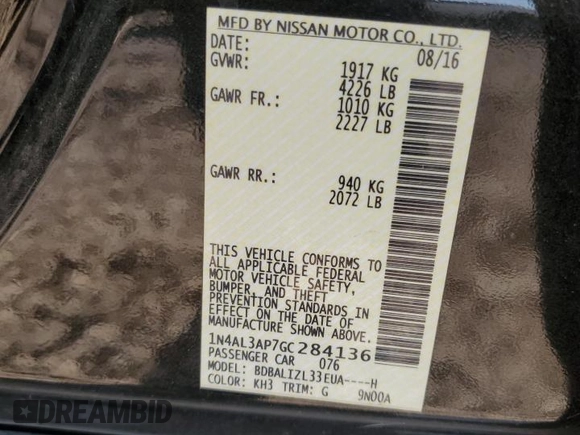 MFD BY NISSAN MOTOR CO., LTD.
DATE: 08/16
GVWR: 1917 KG
4226 LB
GAWR FR.: 1010 KG
2227 LB
GAWR RR.: 940 KG
2072 LB
THIS VEHICLE CONFORMS TO
ALL APPLICABLE FEDERAL
MOTOR VEHICLE SAFETY,
BUMPER, AND THEFT
PREVENTION STANDARDS IN
EFFECT ON THE DATE OF
MANUFACTURE SHOWN ABOVE.
1N4AL3AP7GC284136
PASSENGER CAR 076
MODEL: BDBALIZL33EUA----H
COLOR: KH3 TRIM: G 9N00A
DREAMBID